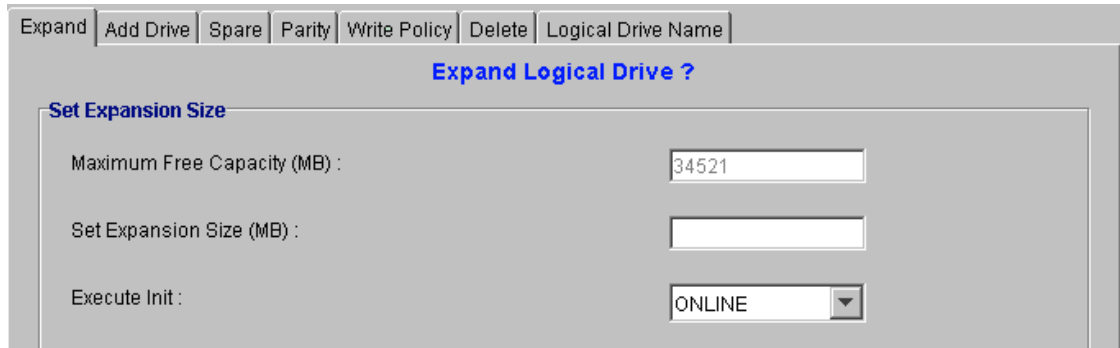 Expand Add Drive Spare Parity Write Policy Delete Logical Drive Name
Expand Logical Drive ?
Set Expansion Size
Maximum Free Capacity (MB) : 34521
Set Expansion Size (MB) :
Execute Init : ONLINE